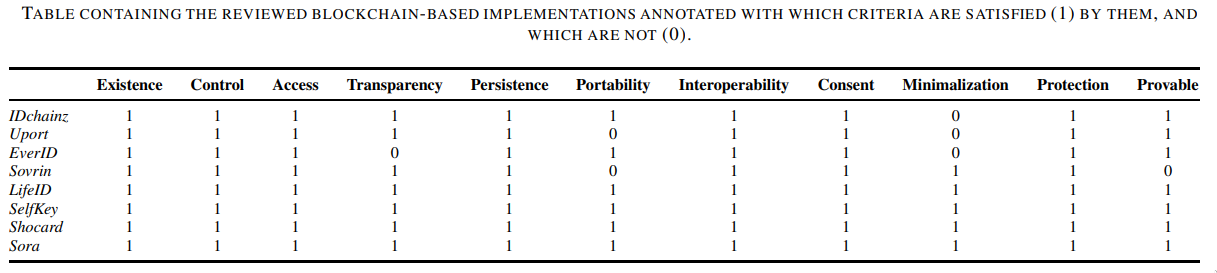 TABLE CONTAINING THE REVIEWED BLOCKCHAIN-BASED IMPLEMENTATIONS ANNOTATED WITH WHICH CRITERIA ARE SATISFIED (1) BY THEM, AND
WHICH ARE NOT (0).
Existence Control Access Transparency Persistence Portability Interoperability Consent Minimalization Protection Provable
IDchainz 1 1 1 1 1 1 1 1 0 1 1
Uport 1 1 1 1 1 0 1 1 0 1 1
EverID 1 1 1 0 1 1 1 1 0 1 1
Sovrin 1 1 1 1 1 0 1 1 1 1 0
LifeID 1 1 1 1 1 1 1 1 1 1 1
SelfKey 1 1 1 1 1 1 1 1 1 1 1
Shocard 1 1 1 1 1 1 1 1 1 1 1
Sora 1 1 1 1 1 1 1 1 1 1 1